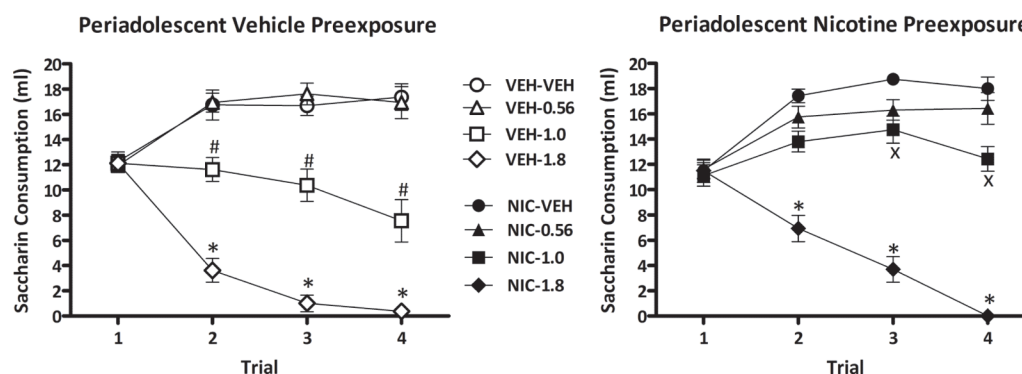 Periadolescent Vehicle Preexposure
Saccharin Consumption (ml)
18
16
14
12
10
8
6
4
2
0
#
#
#
*
*
*
1
2
3
4
Trial
VEH-VEH
VEH-0.56
VEH-1.0
VEH-1.8
NIC-VEH
NIC-0.56
NIC-1.0
NIC-1.8
Periadolescent Nicotine Preexposure
Saccharin Consumption (ml)
20
18
16
14
12
10
8
6
4
2
0
x
x
*
*
*
1
2
3
4
Trial